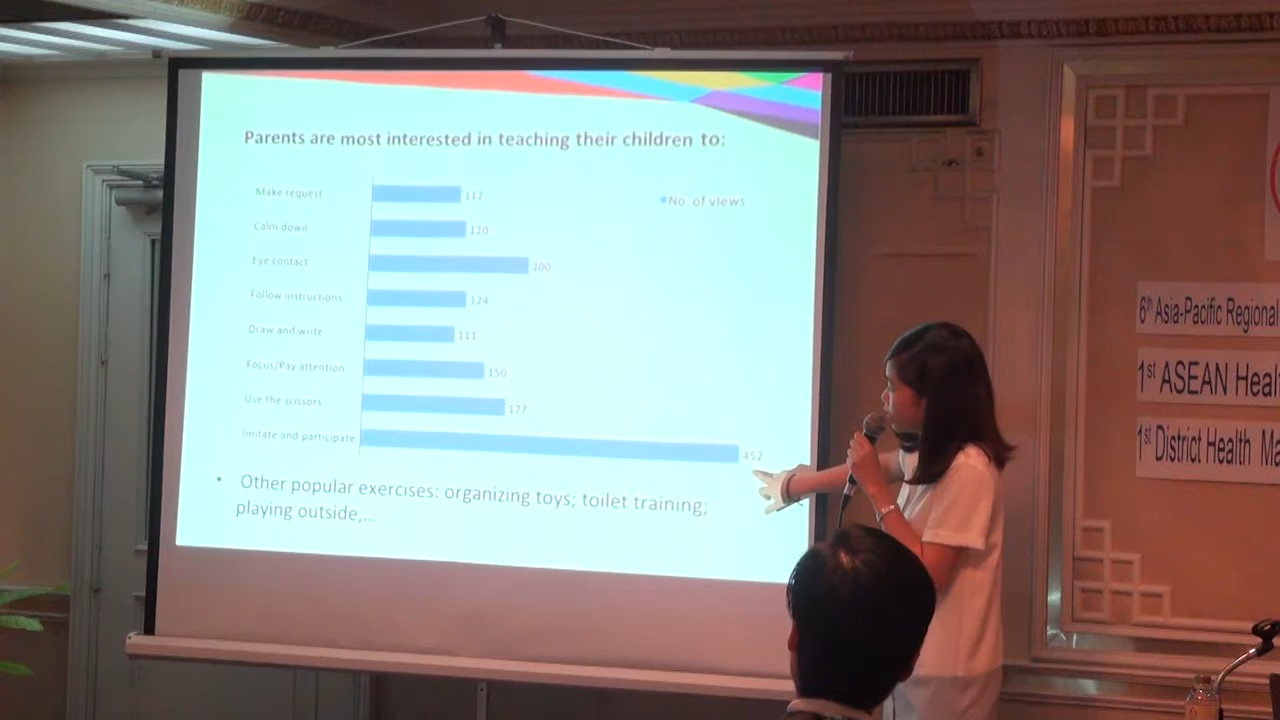 Parents are most interested in teaching their children to:
Make request 112
No. of views
Calm down 120
Eye contact 200
Follow instructions 124
Draw and write 111
Focus/Pay attention 150
Use the scissors 177
Imitate and participate 452
• Other popular exercises: organizing toys; toilet training;
playing outside,...
6th Asia-Pacific Regional
1st ASEAN Heal
1st District Health Ma